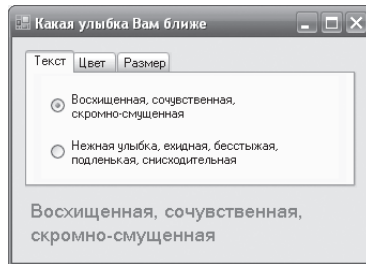 Какая улыбка Вам ближе
Текст Цвет Размер
Восхищенная, сочувственная,
скромно-смущенная
Нежная улыбка, ехидная, бесстыжая,
подленькая, снисходительная
Восхищенная, сочувственная,
скромно-смущенная